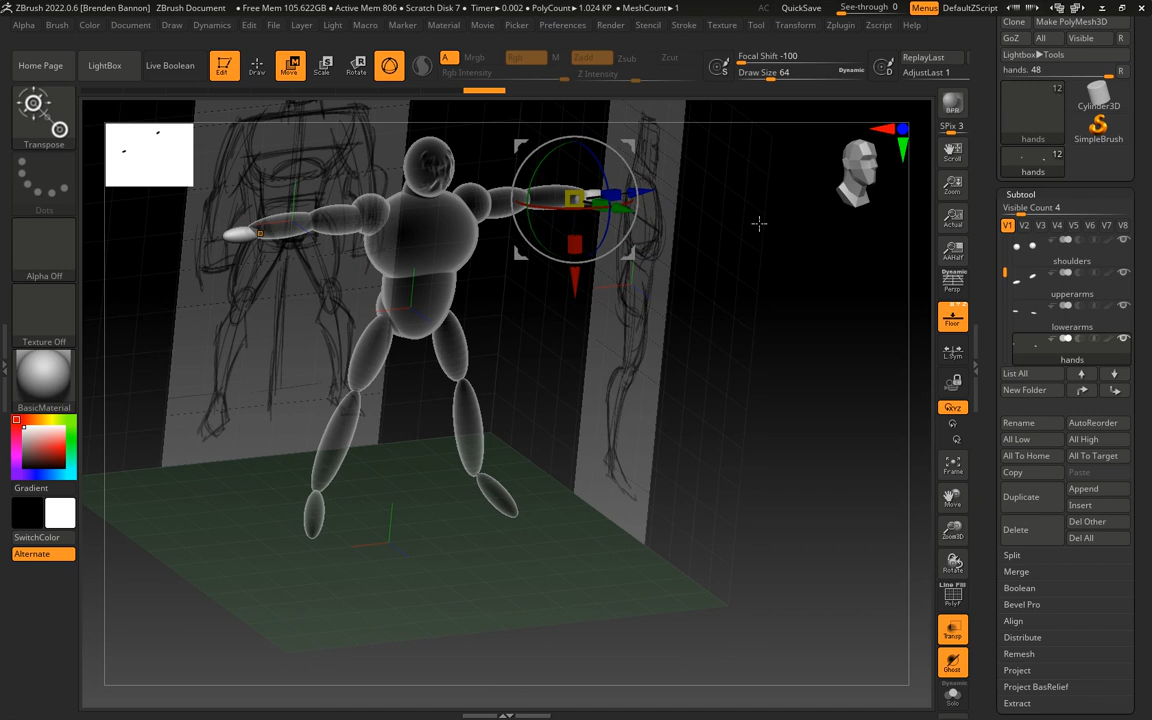 ZBrush 2022.0.6 [Brenden Bannon] ZBrush Document ● Free Mem 105.622GB ● Active Mem 806 ● Scratch Disk 7 ● Timer▶0.002 ● PolyCount▶1.024 KP ● MeshCount▶1 AC QuickSave See-through 0 Menus DefaultZScript
Alpha Brush Color Document Draw Dynamics Edit File Layer Light Macro Marker Material Movie Picker Preferences Render Stencil Stroke Texture Tool Transform Zplugin Zscript Help
Home Page LightBox Live Boolean Edit Draw Move Scale Rotate A Mrgb Rgb M Zadd Zsub Zcut Focal Shift -100 ReplayLast
Rgb Intensity Z Intensity Draw Size 64 Dynamic AdjustLast 1
S D
Transpose
Dots
Alpha Off
Texture Off
BasicMaterial
Gradient
SwitchColor
Alternate
BPR
SPix 3
Scroll
Zoom
Actual
AAHalf
Dynamic
Persp
Floor
L.Sym
XYZ
Frame
Move
Zoom3D
Rotate
Line Fill
PolyF
Transp
Ghost
Dynamic
Solo
Clone Make PolyMesh3D
GoZ All Visible R
Lightbox▶Tools
hands. 48 R
12
Cylinder3D
hands SimpleBrush
12
hands
Subtool
Visible Count 4
V1 V2 V3 V4 V5 V6 V7 V8
shoulders
upperarms
lowerarms
hands
List All
New Folder
Rename AutoReorder
All Low All High
All To Home All To Target
Copy Paste
Duplicate Append
Insert
Delete Del Other
Del All
Split
Merge
Boolean
Bevel Pro
Align
Distribute
Remesh
Project
Project BasRelief
Extract